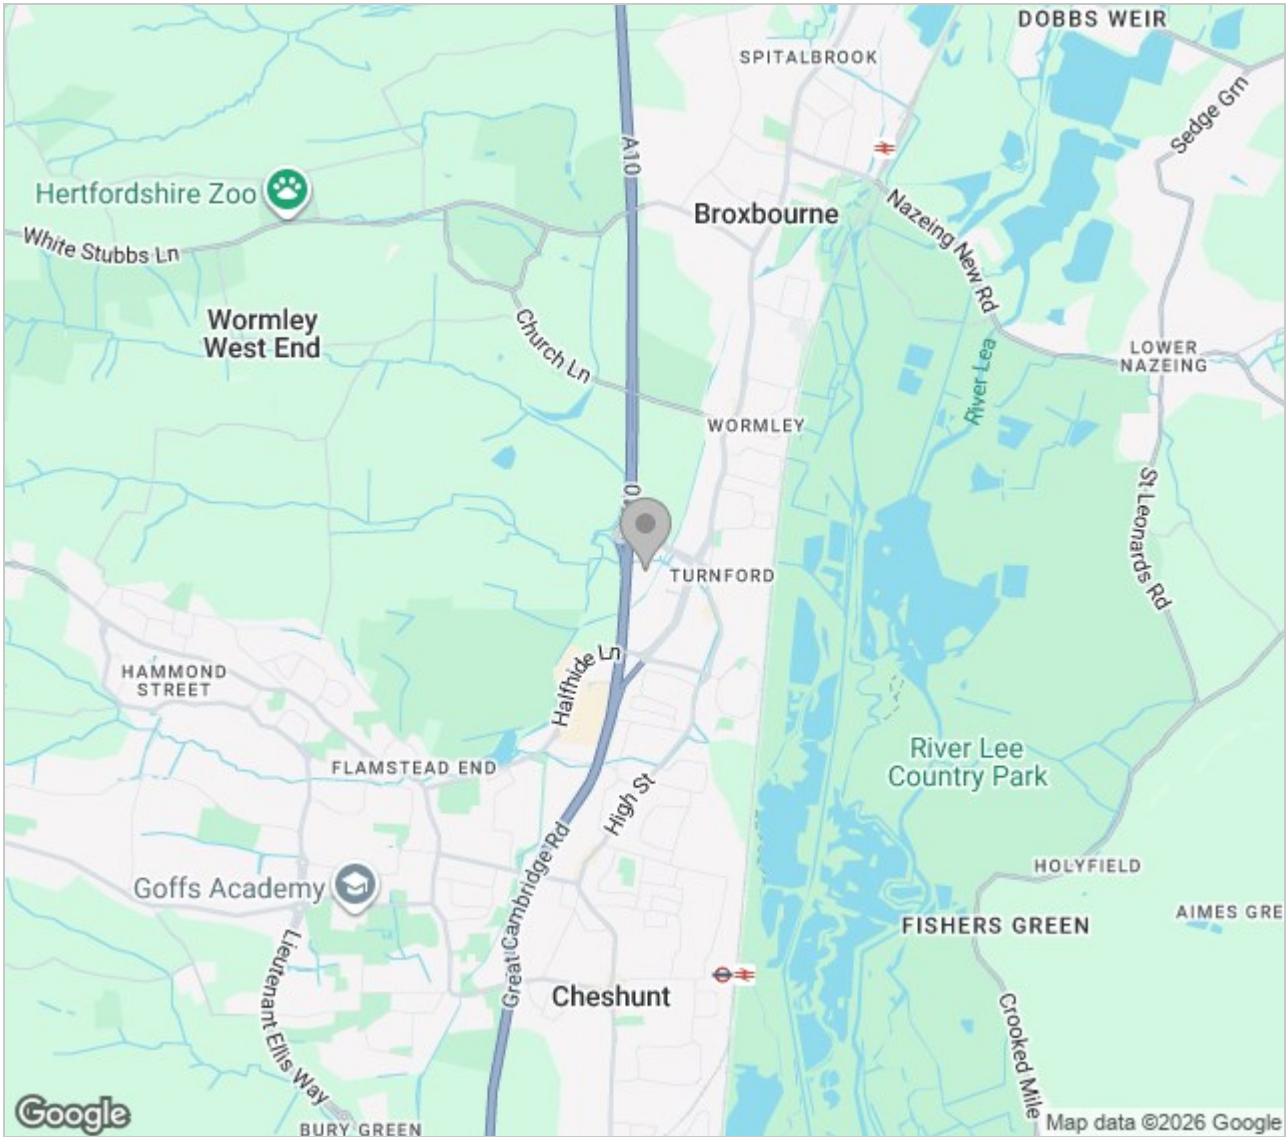 DOBBS WEIR
SPITALBROOK
Sedge Grn
A10
Hertfordshire Zoo
Broxbourne
Nazeing New Rd
White Stubbs Ln
Wormley
West End
Church Ln
River Lea
LOWER
NAZEING
WORMLEY
St Leonards Rd
TURNFORD
HAMMOND
STREET
Halfhide Ln
River Lee
Country Park
FLAMSTEAD END
High St
HOLYFIELD
Goffs Academy
Great Cambridge Rd
AIMES GRE
FISHERS GREEN
Lieutenant Ellis Way
Cheshunt
Crooked Mile
Google
BURY GREEN
Map data ©2026 Google